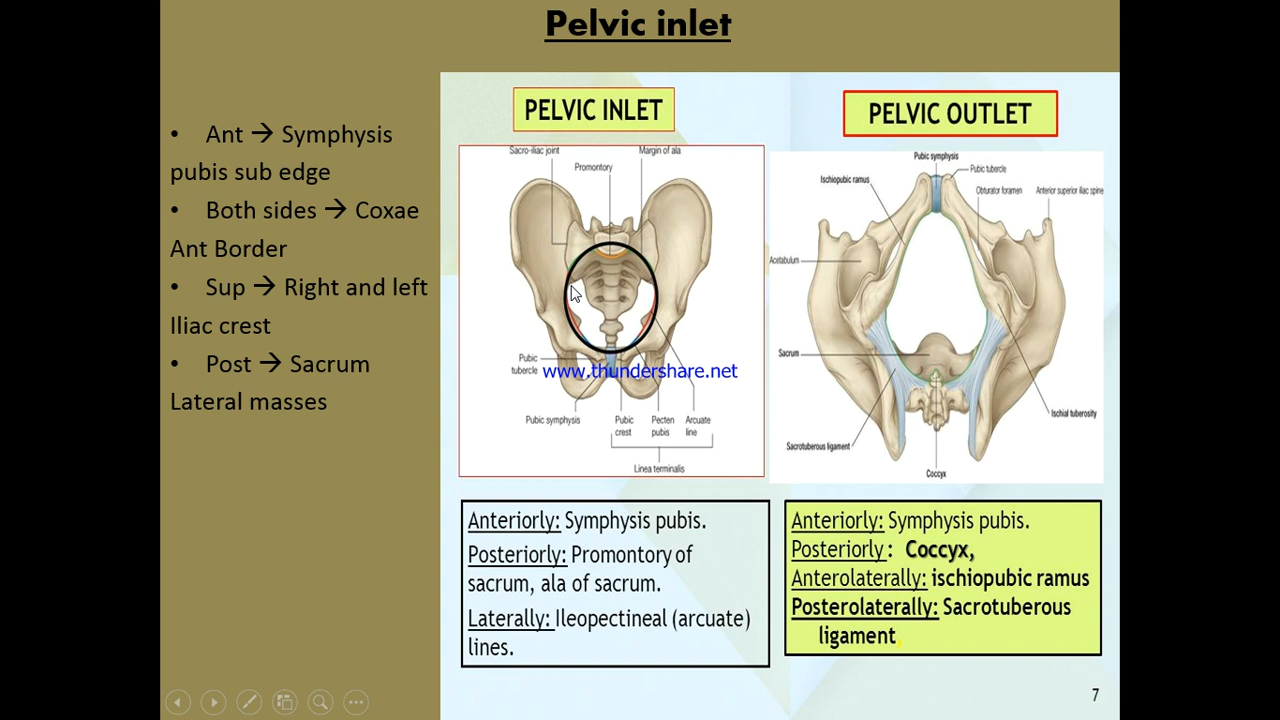 Pelvic inlet
• Ant → Symphysis
pubis sub edge
• Both sides → Coxae
Ant Border
• Sup → Right and left
Iliac crest
• Post → Sacrum
Lateral masses
PELVIC INLET
Sacro-iliac joint
Promontory
Margin of ala
Pubic
tubercle
www.thundershare.net
Pubic symphysis
Pubic
crest
Pecten
pubis
Arcuate
line
Linea terminalis
PELVIC OUTLET
Pubic symphysis
Pubic tubercle
Ischiopubic ramus
Obturator foramen
Anterior superior iliac spine
Acetabulum
Sacrum
Ischial tuberosity
Sacrotuberous ligament
Coccyx
Anteriorly: Symphysis pubis.
Posteriorly: Promontory of
sacrum, ala of sacrum.
Laterally: Ileopectineal (arcuate)
lines.
Anteriorly: Symphysis pubis.
Posteriorly : Coccyx,
Anterolaterally: ischiopubic ramus
Posterolaterally: Sacrotuberous
ligament,
7